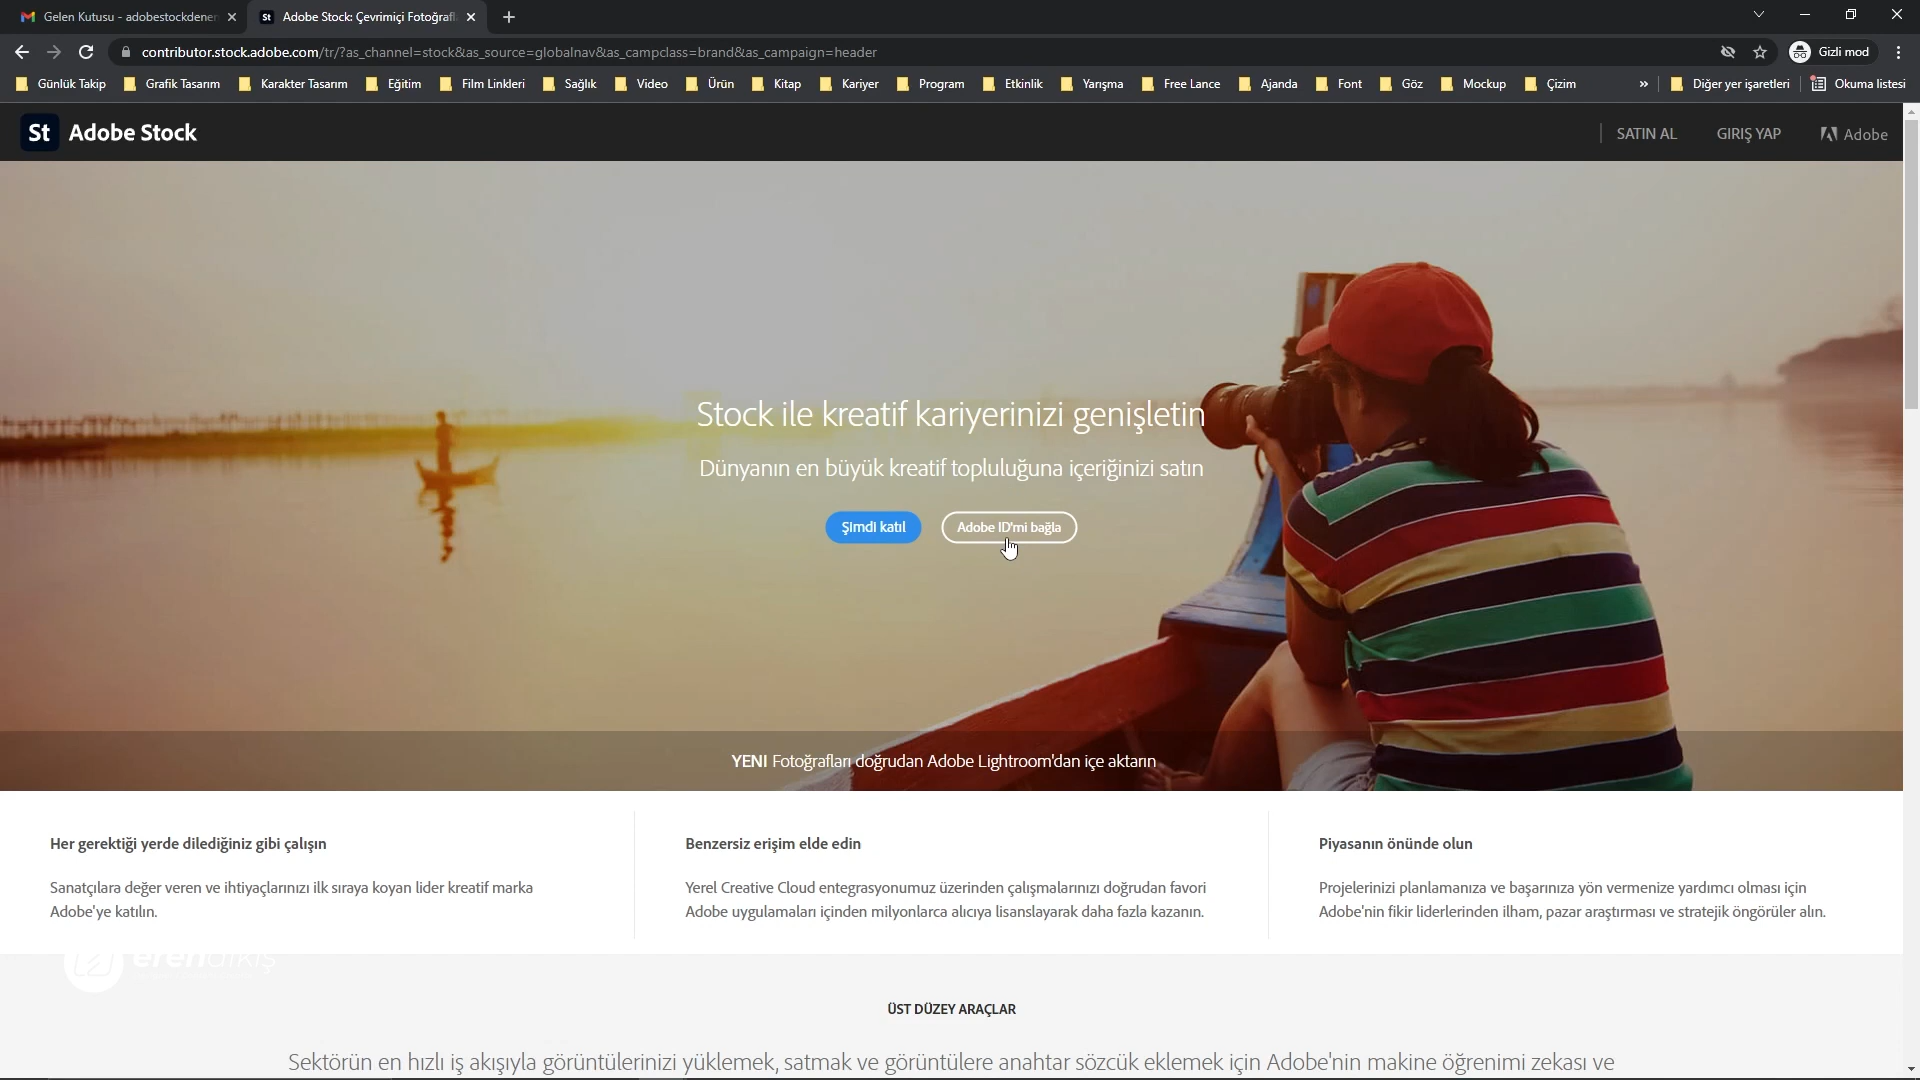 Gelen Kutusu - adobestockdener
Adobe Stock: Çevrimiçi Fotoğrafla
contributor.stock.adobe.com/tr/?as_channel=stock&as_source=globalnav&as_campclass=brand&as_campaign=header
Gizli mod
Günlük Takip
Grafik Tasarım
Karakter Tasarım
Eğitim
Film Linkleri
Sağlık
Video
Ürün
Kitap
Kariyer
Program
Etkinlik
Yarışma
Free Lance
Ajanda
Font
Göz
Mockup
Çizim
»
Diğer yer işaretleri
Okuma listesi
St Adobe Stock
SATIN AL
GIRIŞ YAP
Adobe
Stock ile kreatif kariyerinizi genişletin
Dünyanın en büyük kreatif topluluğuna içeriğinizi satın
Şimdi katıl
Adobe ID'mi bağla
YENI Fotoğrafları doğrudan Adobe Lightroom'dan içe aktarın
Her gerektiği yerde dilediğiniz gibi çalışın
Sanatçılara değer veren ve ihtiyaçlarınızı ilk sıraya koyan lider kreatif marka
Adobe'ye katılın.
Benzersiz erişim elde edin
Yerel Creative Cloud entegrasyonumuz üzerinden çalışmalarınızı doğrudan favori
Adobe uygulamaları içinden milyonlarca alıcıya lisanslayarak daha fazla kazanın.
Piyasanın önünde olun
Projelerinizi planlamanıza ve başarınıza yön vermenize yardımcı olması için
Adobe'nin fikir liderlerinden ilham, pazar araştırması ve stratejik öngörüler alın.
ÜST DÜZEY ARAÇLAR
Sektörün en hızlı iş akışıyla görüntülerinizi yüklemek, satmak ve görüntülere anahtar sözcük eklemek için Adobe'nin makine öğrenimi zekası ve